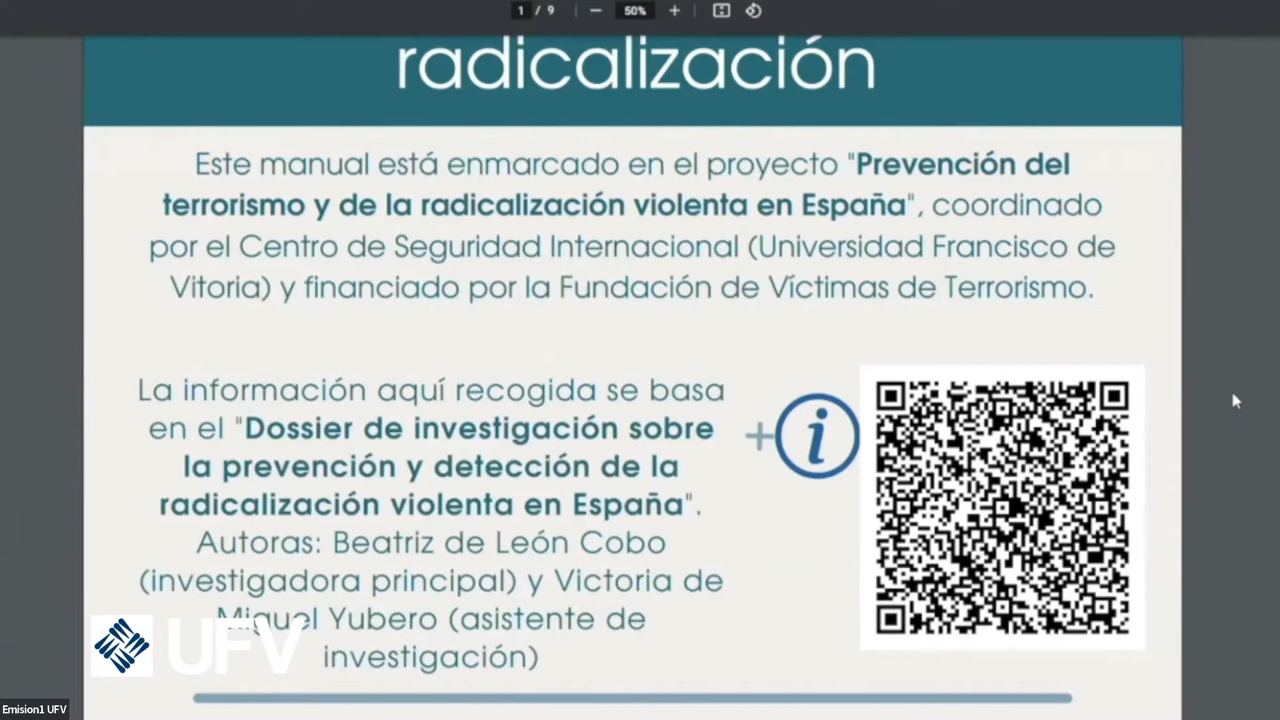 1 / 9 − 50% +
radicalización
Este manual está enmarcado en el proyecto "Prevención del
terrorismo y de la radicalización violenta en España", coordinado
por el Centro de Seguridad Internacional (Universidad Francisco de
Vitoria) y financiado por la Fundación de Víctimas de Terrorismo.
La información aquí recogida se basa
en el "Dossier de investigación sobre
la prevención y detección de la
radicalización violenta en España".
Autoras: Beatriz de León Cobo
(investigadora principal) y Victoria de
Miguel Yubero (asistente de
investigación)
+i
UFV
Emision1 UFV